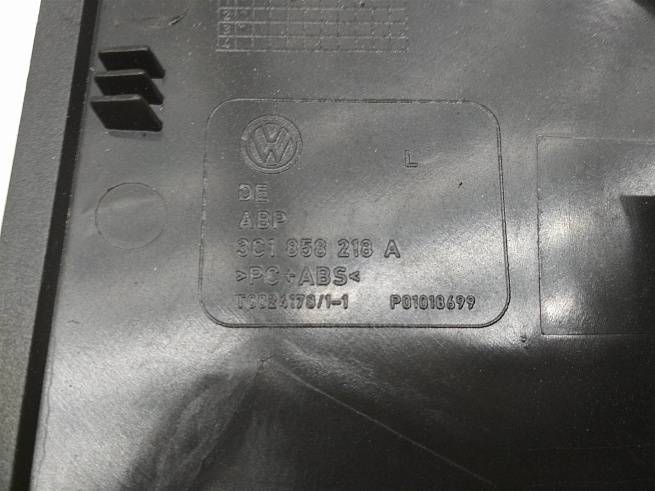 L
DE
ABP
3C1 858 218 A
>PC+ABS<
P01018699